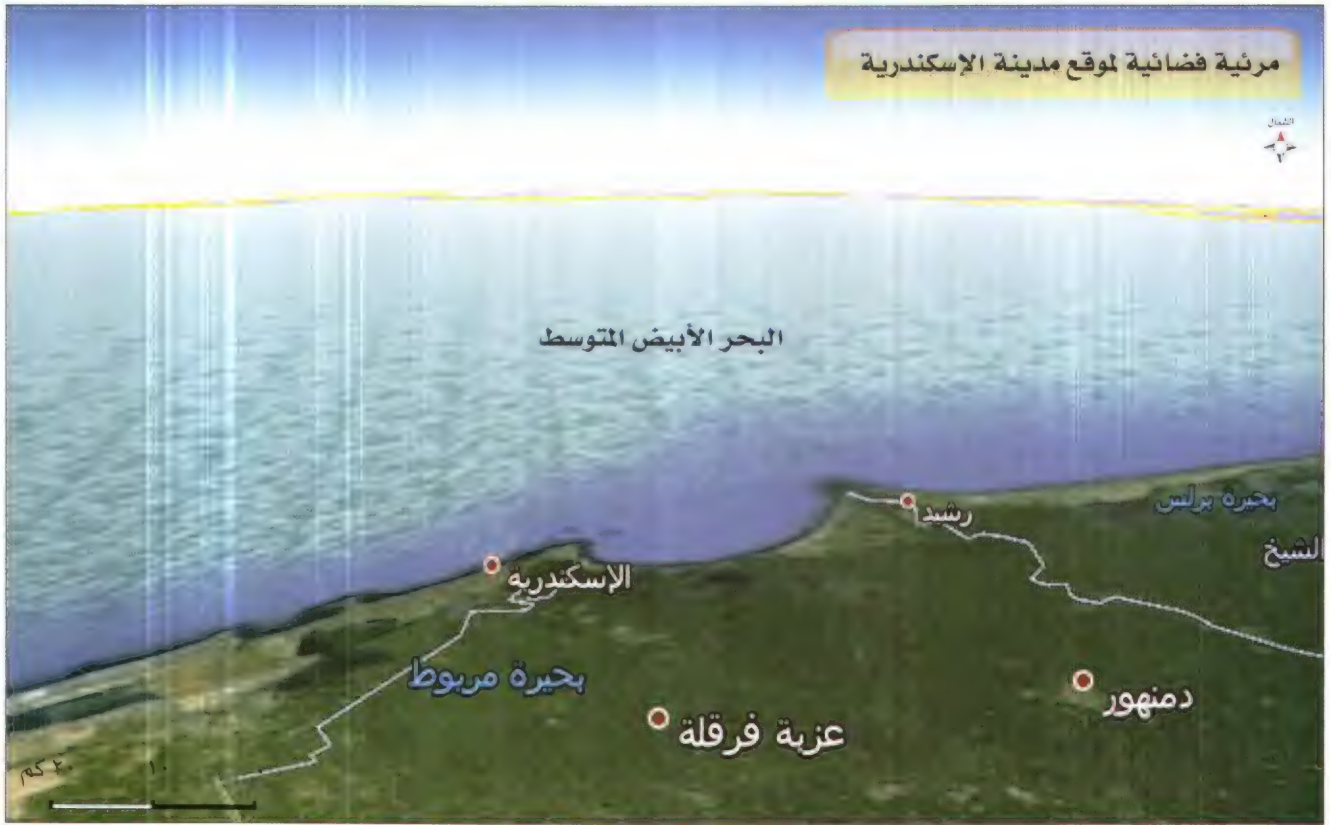 مرئية فضائية لموقع مدينة الإسكندرية
الشمال
البحر الأبيض المتوسط
بحيرة برلس
رشيد
الشيخ
الإسكندرية
بحيرة مربوط
دمنهور
عزبة فرقلة
١٠
٢٠ كم